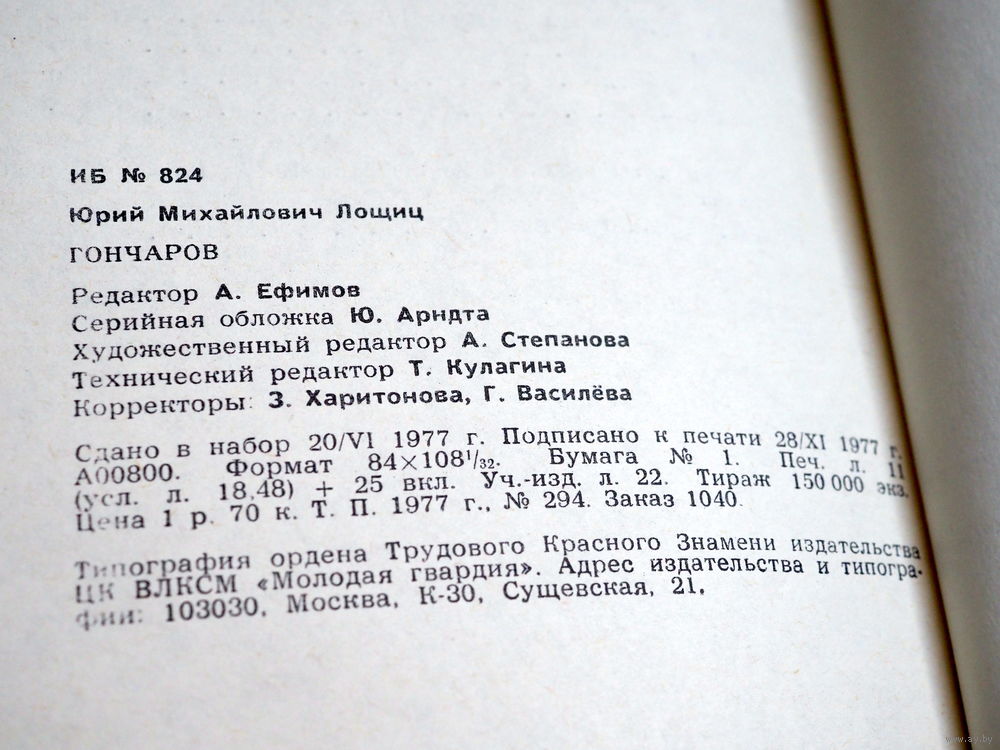 ИБ № 824
Юрий Михайлович Лощиц
ГОНЧАРОВ
Редактор А. Ефимов
Серийная обложка Ю. Арндта
Художественный редактор А. Степанова
Технический редактор Т. Кулагина
Корректоры: З. Харитонова, Г. Василёва
Сдано в набор 20/VI 1977 г. Подписано к печати 28/XI 1977 г.
А00800. Формат 84×108¹/₃₂. Бумага № 1. Печ. л. 11
(усл. л. 18,48) + 25 вкл. Уч.-изд. л. 22. Тираж 150 000 экз.
Цена 1 р. 70 к. Т. П. 1977 г., № 294. Заказ 1040.
Типография ордена Трудового Красного Знамени издательства
ЦК ВЛКСМ «Молодая гвардия». Адрес издательства и типогра-
фии: 103030, Москва, К-30, Сущевская, 21.
www.ay.by